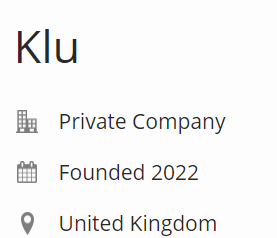 Klu
Private Company
Founded 2022
United Kingdom